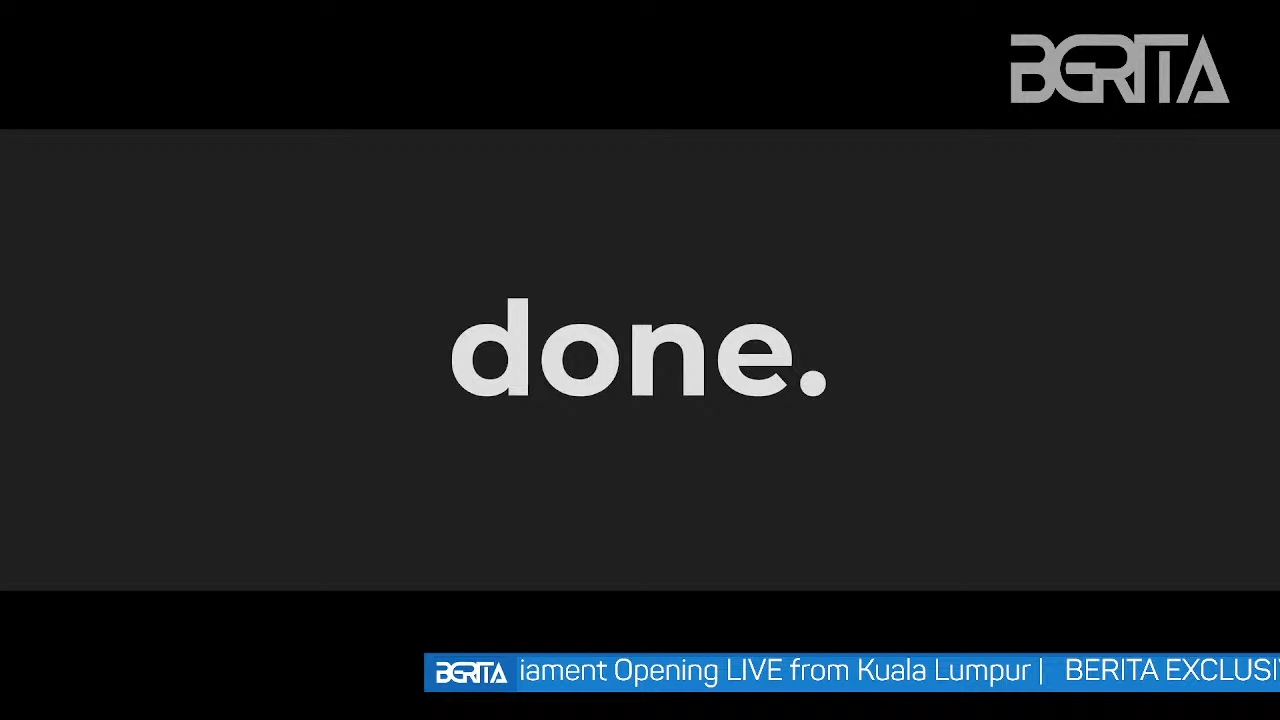 BERITA
done.
BERITA iament Opening LIVE from Kuala Lumpur | BERITA EXCLUSI